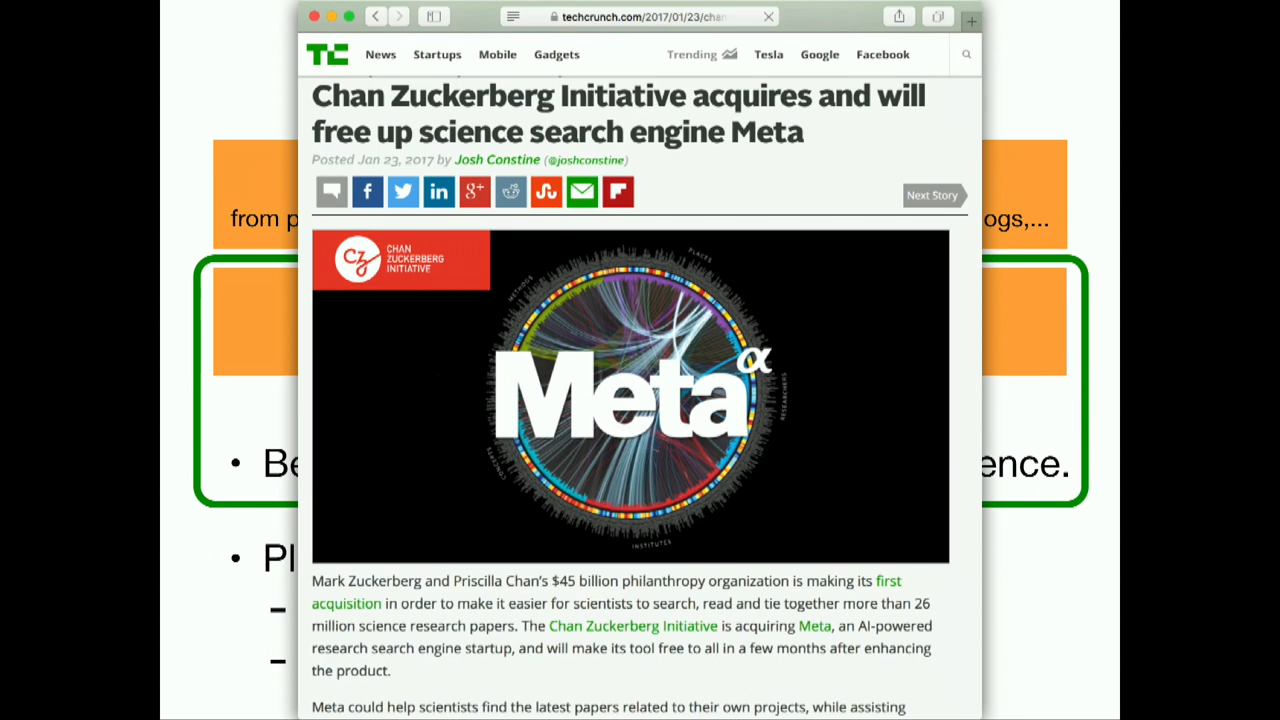 techcrunch.com/2017/01/23/chan
News Startups Mobile Gadgets Trending Tesla Google Facebook
Chan Zuckerberg Initiative acquires and will
free up science search engine Meta
Posted Jan 23, 2017 by Josh Constine (@joshconstine)
Next Story
from p
ogs,...
CHAN
ZUCKERBERG
INITIATIVE
PLACES
METHODS
Meta α
RESEARCHERS
CONCEPTS
INSTITUTES
• Be
ence.
• Pl
-
-
Mark Zuckerberg and Priscilla Chan's $45 billion philanthropy organization is making its first
acquisition in order to make it easier for scientists to search, read and tie together more than 26
million science research papers. The Chan Zuckerberg Initiative is acquiring Meta, an AI-powered
research search engine startup, and will make its tool free to all in a few months after enhancing
the product.
Meta could help scientists find the latest papers related to their own projects, while assisting